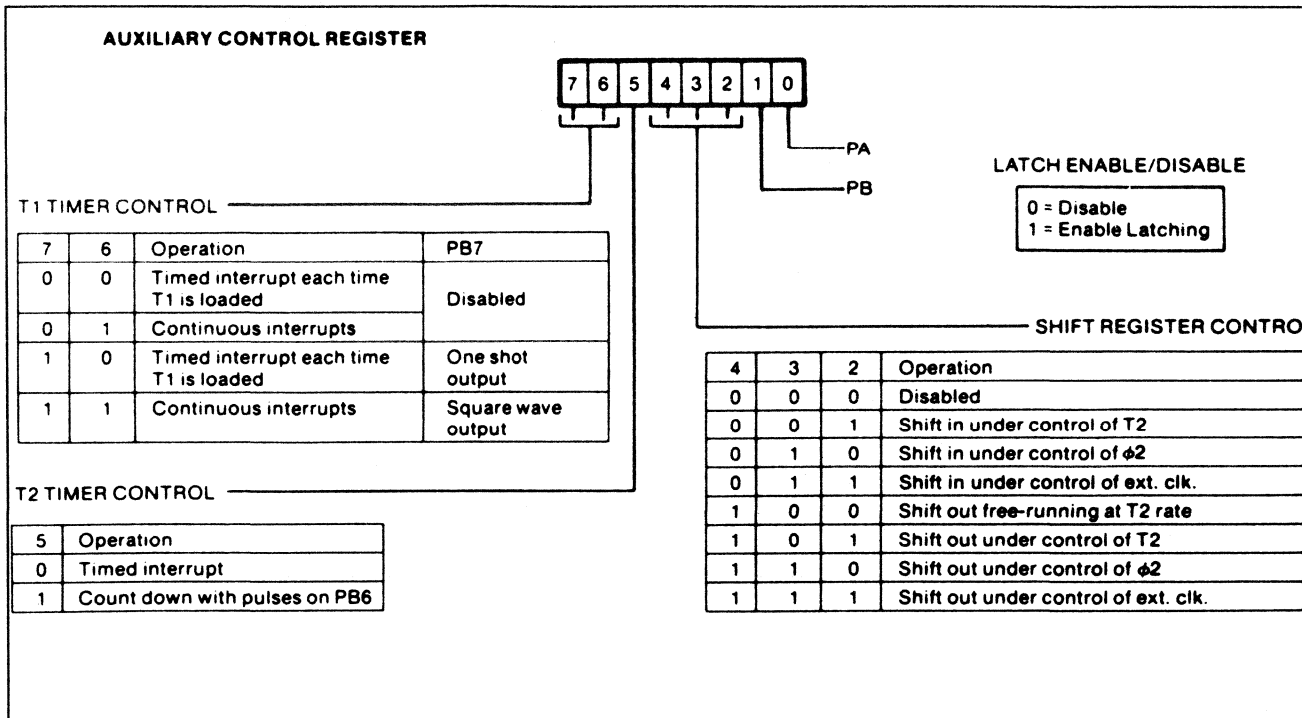 AUXILIARY CONTROL REGISTER
7 6 5 4 3 2 1 0
PA
PB
LATCH ENABLE/DISABLE
0 = Disable
1 = Enable Latching
T1 TIMER CONTROL
7 6 Operation PB7
0 0 Timed interrupt each time
T1 is loaded
Disabled
0 1 Continuous interrupts
1 0 Timed interrupt each time One shot
T1 is loaded output
1 1 Continuous interrupts Square wave
output
T2 TIMER CONTROL
5 Operation
0 Timed interrupt
1 Count down with pulses on PB6
SHIFT REGISTER CONTRO
4 3 2 Operation
0 0 0 Disabled
0 0 1 Shift in under control of T2
0 1 0 Shift in under control of ϕ2
0 1 1 Shift in under control of ext. clk.
1 0 0 Shift out free-running at T2 rate
1 0 1 Shift out under control of T2
1 1 0 Shift out under control of ϕ2
1 1 1 Shift out under control of ext. clk.